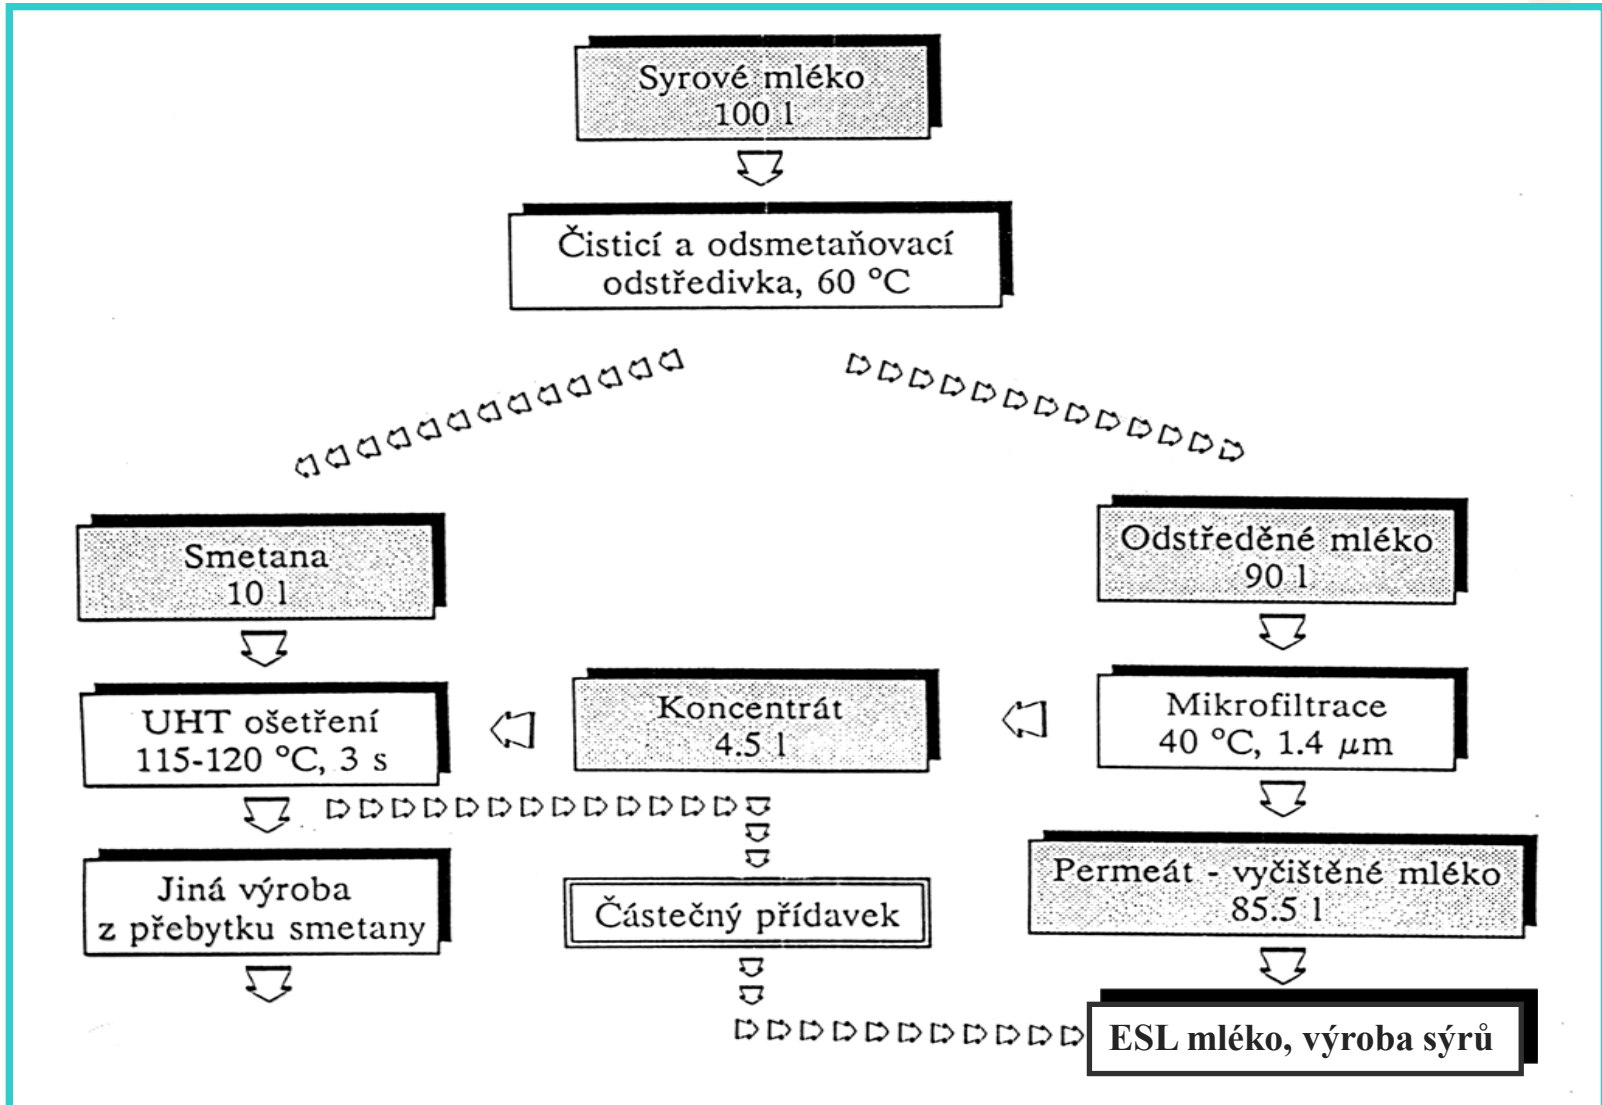 Syrové mléko
100 l
Čisticí a odsmetaňovací
odstředivka, 60 °C
Smetana
10 l
Odstředěné mléko
90 l
UHT ošetření
115-120 °C, 3 s
Koncentrát
4.5 l
Mikrofiltrace
40 °C, 1.4 μm
Jiná výroba
z přebytku smetany
Částečný přídavek
Permeát - vyčištěné mléko
85.5 l
ESL mléko, výroba sýrů